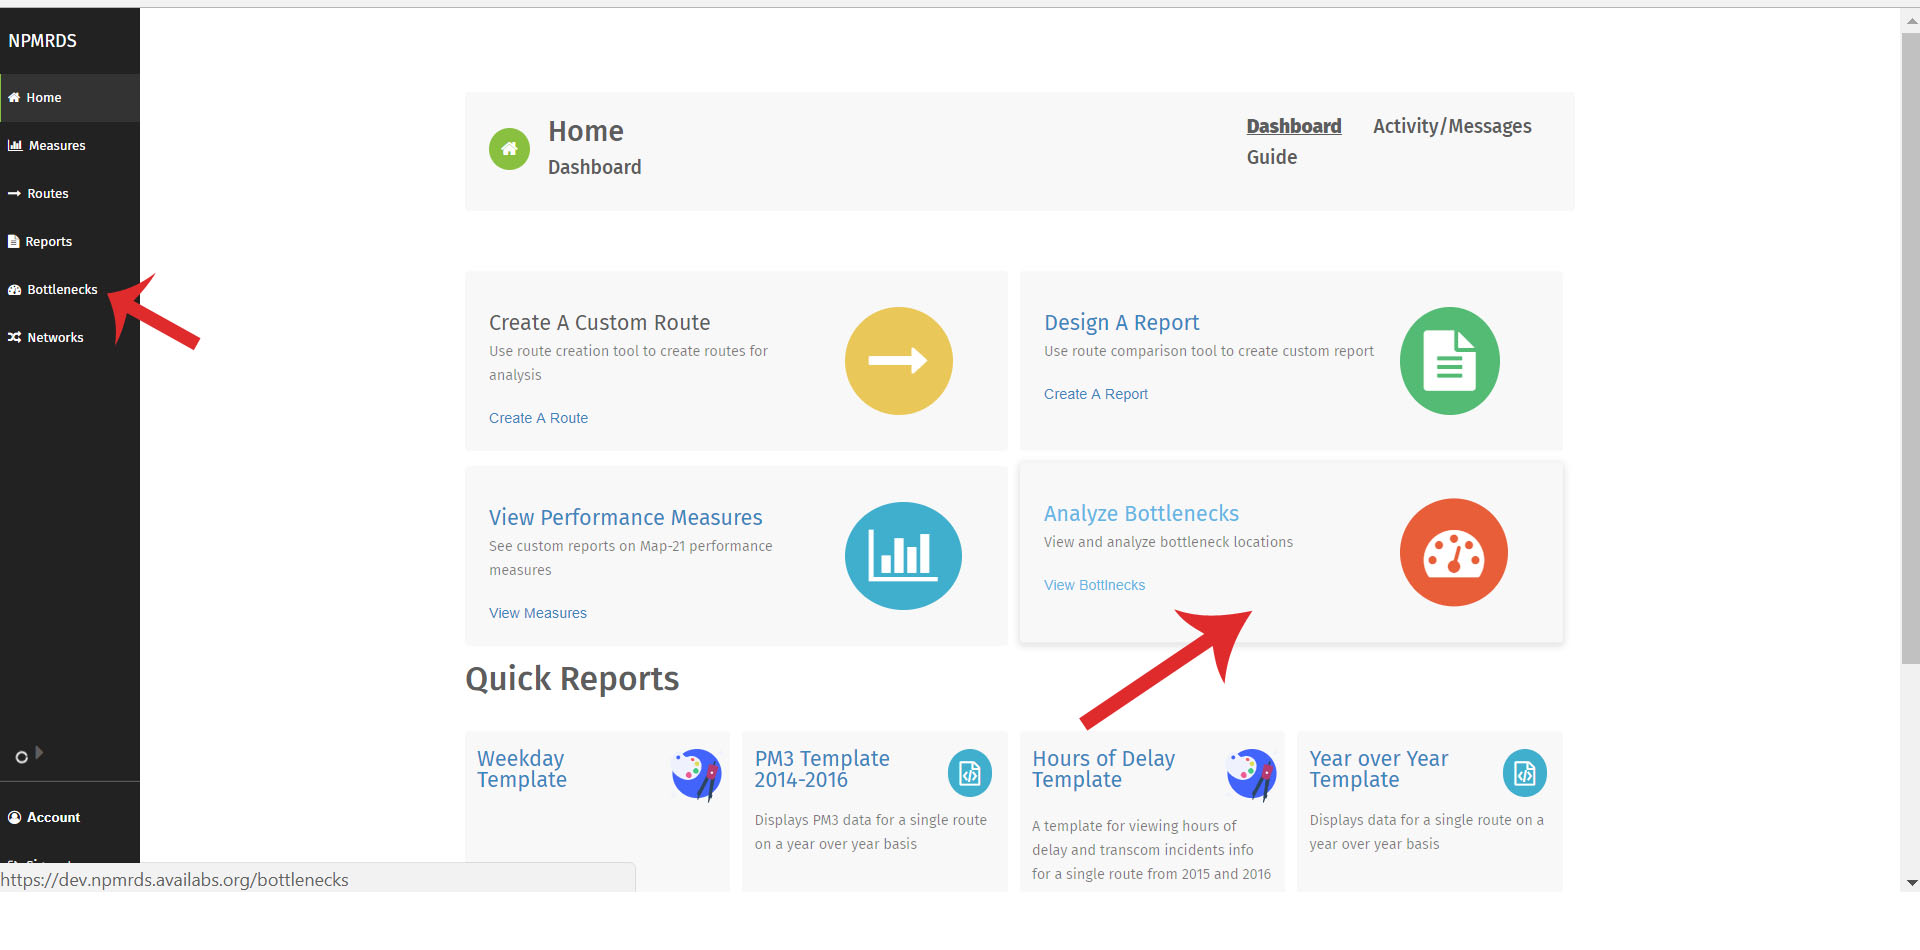 NPMRDS
Home
Measures
Routes
Reports
Bottlenecks
Networks
Account
https://dev.npmrds.availabs.org/bottlenecks
Home
Dashboard
Dashboard Activity/Messages
Guide
Create A Custom Route
Use route creation tool to create routes for
analysis
Create A Route
Design A Report
Use route comparison tool to create custom report
Create A Report
View Performance Measures
See custom reports on Map-21 performance
measures
View Measures
Analyze Bottlenecks
View and analyze bottleneck locations
View Bottlnecks
Quick Reports
Weekday
Template
PM3 Template
2014-2016
Displays PM3 data for a single route
on a year over year basis
Hours of Delay
Template
A template for viewing hours of
delay and transcom incidents info
for a single route from 2015 and 2016
Year over Year
Template
Displays data for a single route on a
year over year basis